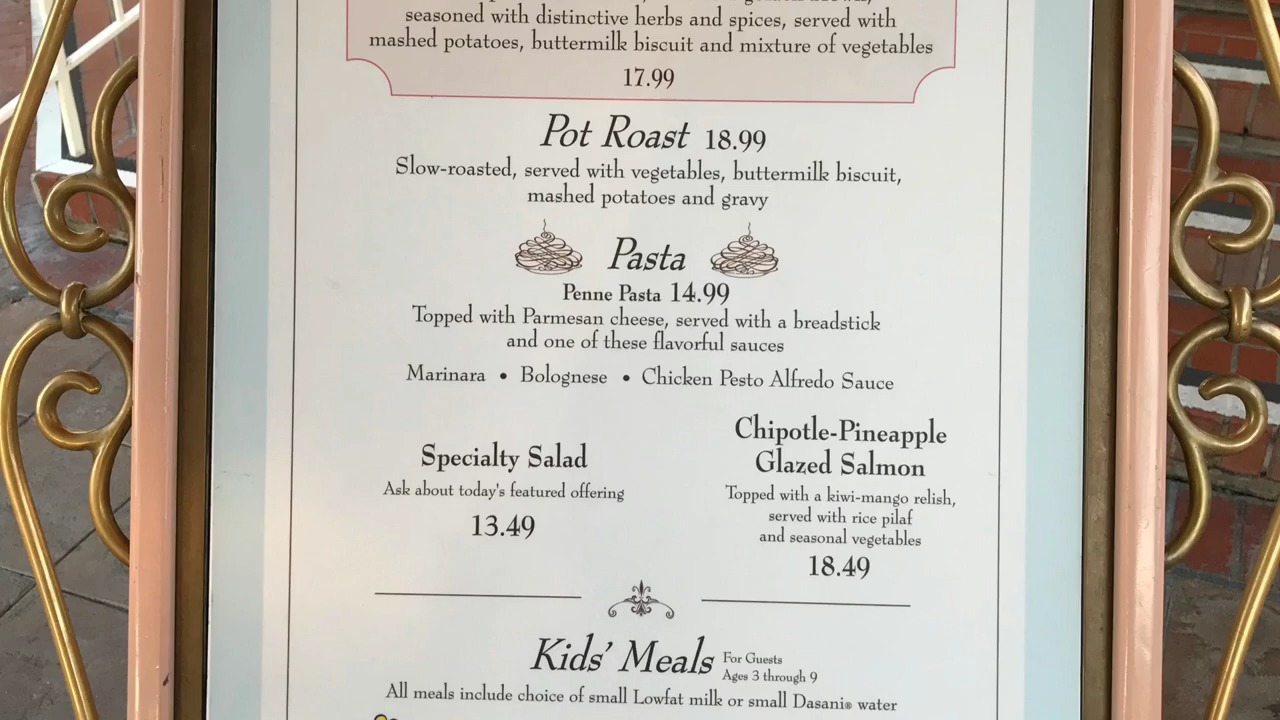 seasoned with distinctive herbs and spices, served with
mashed potatoes, buttermilk biscuit and mixture of vegetables
17.99
Pot Roast 18.99
Slow-roasted, served with vegetables, buttermilk biscuit,
mashed potatoes and gravy
Pasta
Penne Pasta 14.99
Topped with Parmesan cheese, served with a breadstick
and one of these flavorful sauces
Marinara • Bolognese • Chicken Pesto Alfredo Sauce
Specialty Salad
Ask about today's featured offering
13.49
Chipotle-Pineapple
Glazed Salmon
Topped with a kiwi-mango relish,
served with rice pilaf
and seasonal vegetables
18.49
Kids' Meals
For Guests
Ages 3 through 9
All meals include choice of small Lowfat milk or small Dasani® water